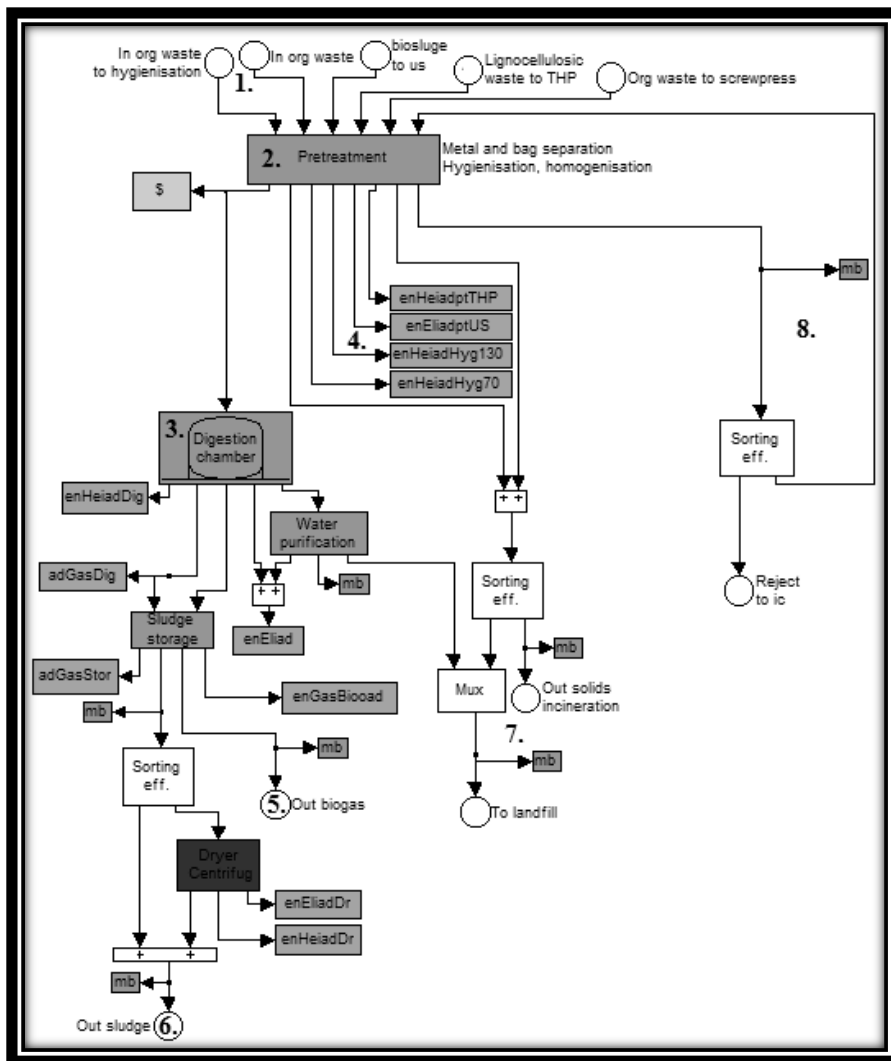 In org waste
to hygienisation
1.
In org waste
biosluge
to us
Lignocellulosic
waste to THP
Org waste to screwpress
2.
Pretreatment
Metal and bag separation
Hygienisation, homogenisation
$
mb
enHeiadptTHP
enEliadptUS
4.
enHeiadHyg130
enHeiadHyg70
8.
3.
Digestion
chamber
Sorting
eff.
enHeiadDig
+ +
Water
purification
adGasDig
mb
+ +
Sorting
eff.
Reject
to ic
Sludge
storage
enEliad
mb
adGasStor
enGasBiooad
Mux
Out solids
incineration
mb
mb
7.
mb
Sorting
eff.
5.
Out biogas
To landfill
Dryer
Centrifug
enEliadDr
enHeiadDr
+ +
mb
Out sludge
6.